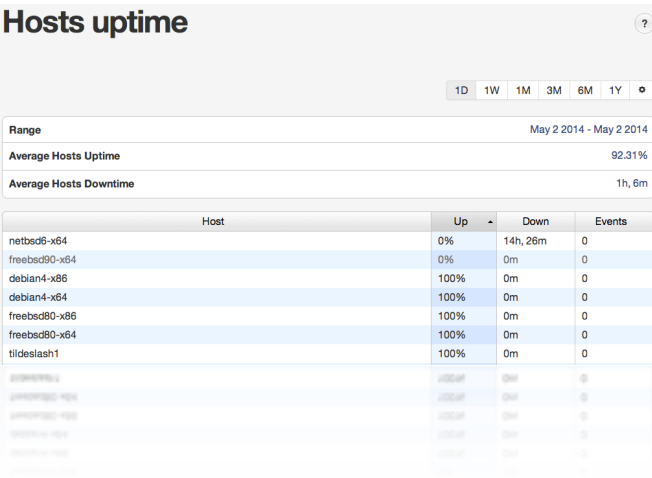 Hosts uptime
?
1D 1W 1M 3M 6M 1Y
Range May 2 2014 - May 2 2014
Average Hosts Uptime 92.31%
Average Hosts Downtime 1h, 6m
Host Up Down Events
netbsd6-x64 0% 14h, 26m 0
freebsd90-x64 0% 0m 0
debian4-x86 100% 0m 0
debian4-x64 100% 0m 0
freebsd80-x86 100% 0m 0
freebsd80-x64 100% 0m 0
tildeslash1 100% 0m 0